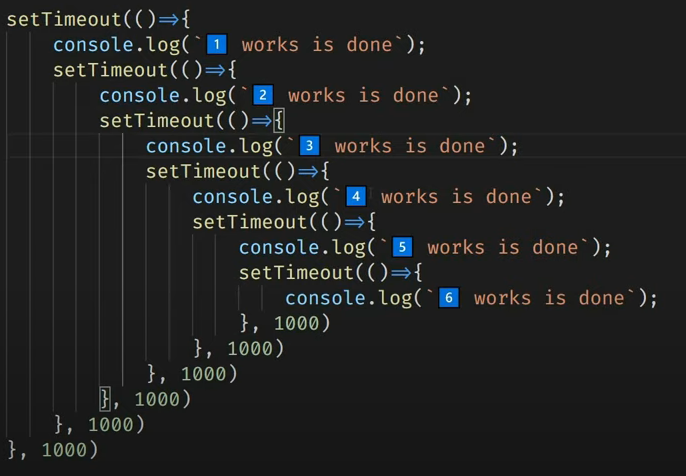 setTimeout(()=>{
    console.log(`1️⃣ works is done`);
    setTimeout(()=>{
        console.log(`2️⃣ works is done`);
        setTimeout(()=>{
            console.log(`3️⃣ works is done`);
            setTimeout(()=>{
                console.log(`4️⃣ works is done`);
                setTimeout(()=>{
                    console.log(`5️⃣ works is done`);
                    setTimeout(()=>{
                        console.log(`6️⃣ works is done`);
                    }, 1000)
                }, 1000)
            }, 1000)
        }, 1000)
    }, 1000)
}, 1000)